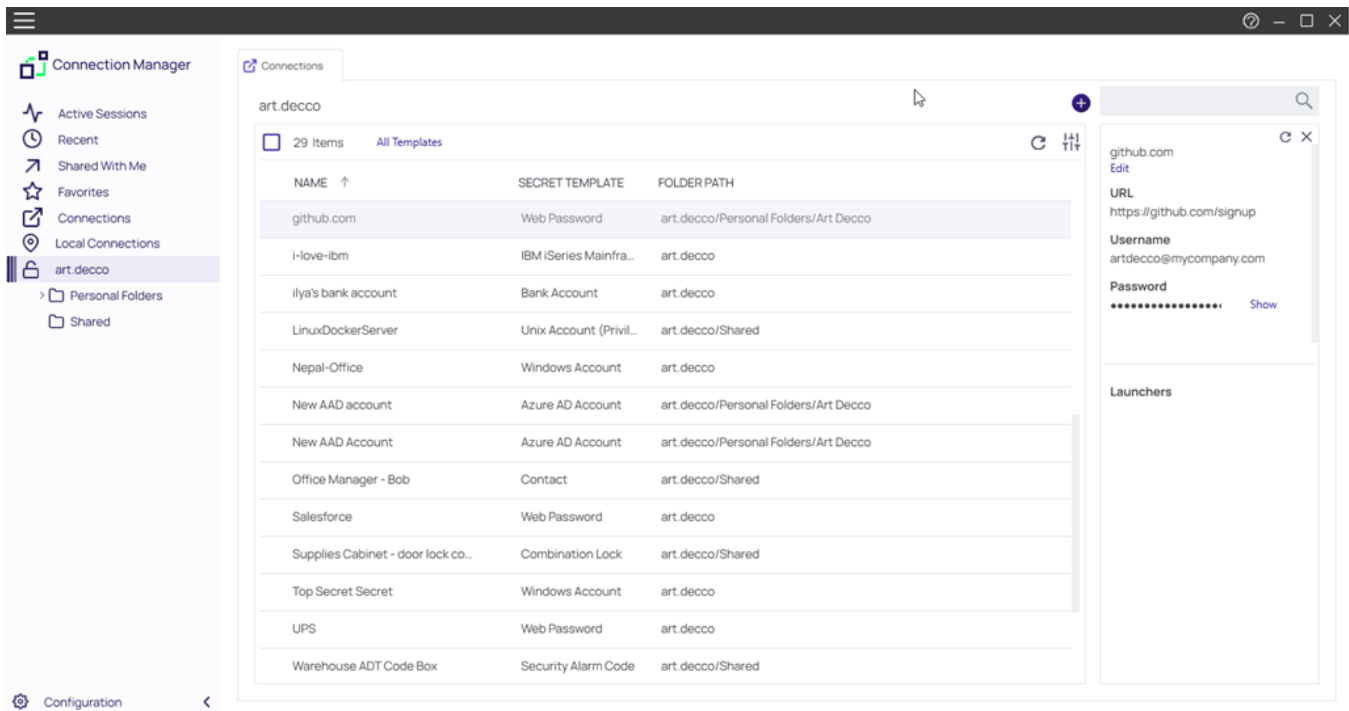 Connection Manager
Active Sessions
Recent
Shared With Me
Favorites
Connections
Local Connections
art.decco
Personal Folders
Shared
Configuration
Connections
art.decco
29 Items All Templates
NAME SECRET TEMPLATE FOLDER PATH
github.com Web Password art.decco/Personal Folders/Art Decco
i-love-ibm IBM iSeries Mainfra... art.decco
ilya's bank account Bank Account art.decco
LinuxDockerServer Unix Account (Privil... art.decco/Shared
Nepal-Office Windows Account art.decco
New AAD account Azure AD Account art.decco/Personal Folders/Art Decco
New AAD Account Azure AD Account art.decco/Personal Folders/Art Decco
Office Manager - Bob Contact art.decco/Shared
Salesforce Web Password art.decco
Supplies Cabinet - door lock co... Combination Lock art.decco/Shared
Top Secret Secret Windows Account art.decco
UPS Web Password art.decco
Warehouse ADT Code Box Security Alarm Code art.decco/Shared
github.com
Edit
URL
https://github.com/signup
Username
artdecco@mycompany.com
Password
Show
Launchers